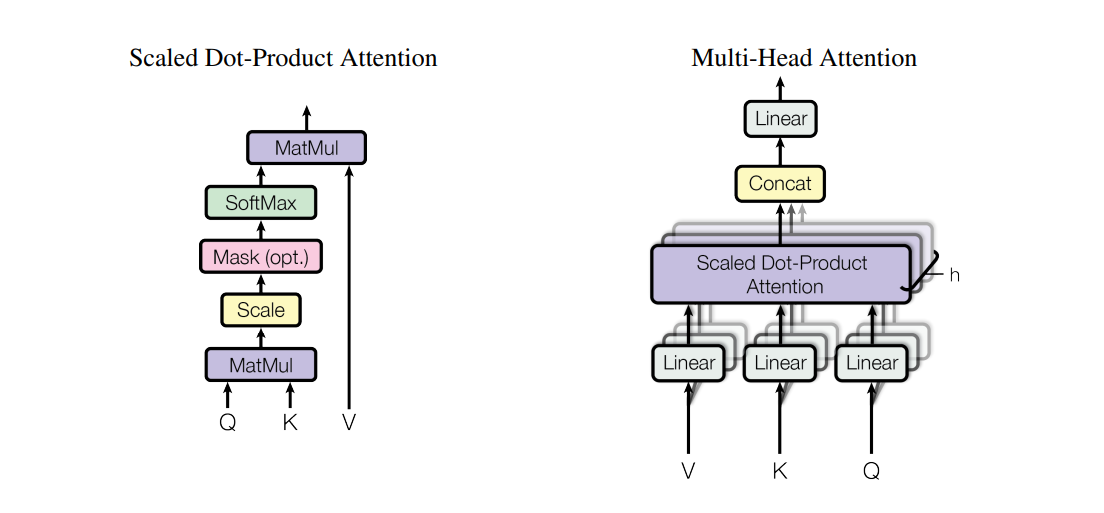 Scaled Dot-Product Attention
MatMul
SoftMax
Mask (opt.)
Scale
MatMul
Q K V
Multi-Head Attention
Linear
Concat
Scaled Dot-Product
Attention
h
Linear Linear Linear
V K Q